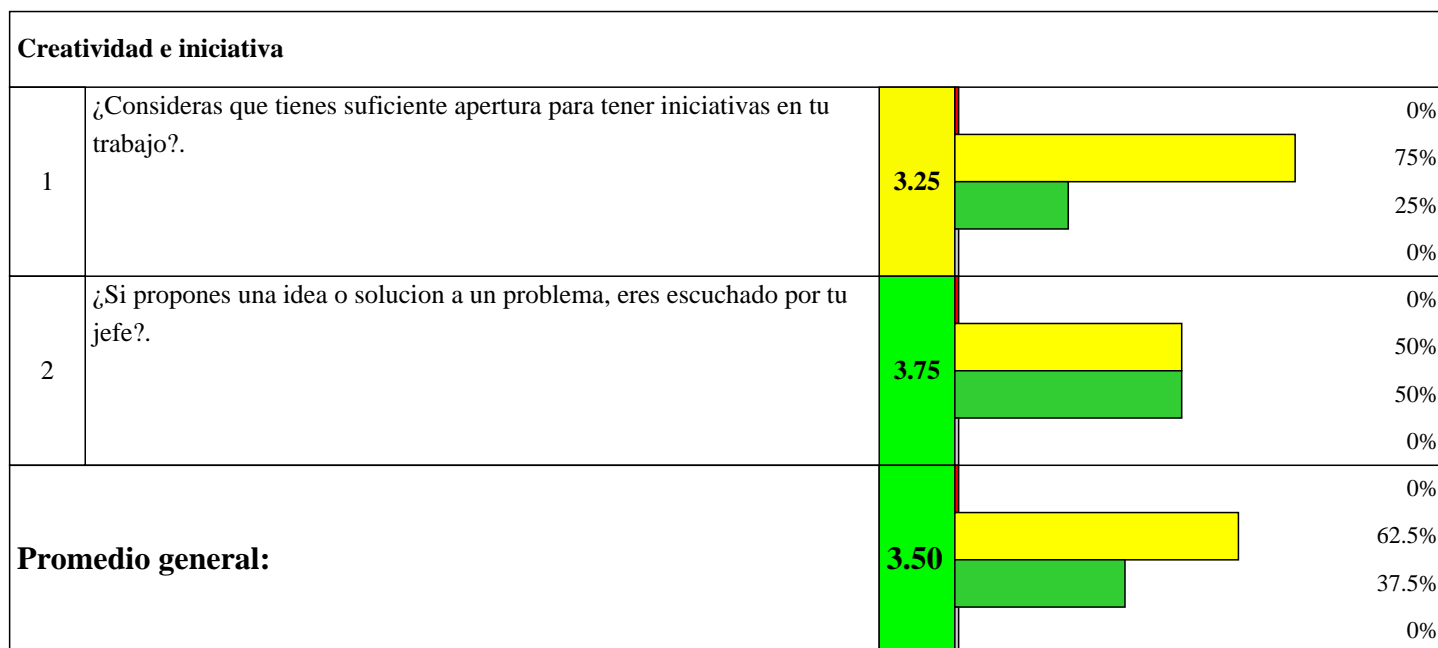 Creatividad e iniciativa
1
¿Consideras que tienes suficiente apertura para tener iniciativas en tu
trabajo?.
3.25
0%
75%
25%
0%
2
¿Si propones una idea o solucion a un problema, eres escuchado por tu
jefe?.
3.75
0%
50%
50%
0%
Promedio general:
3.50
0%
62.5%
37.5%
0%